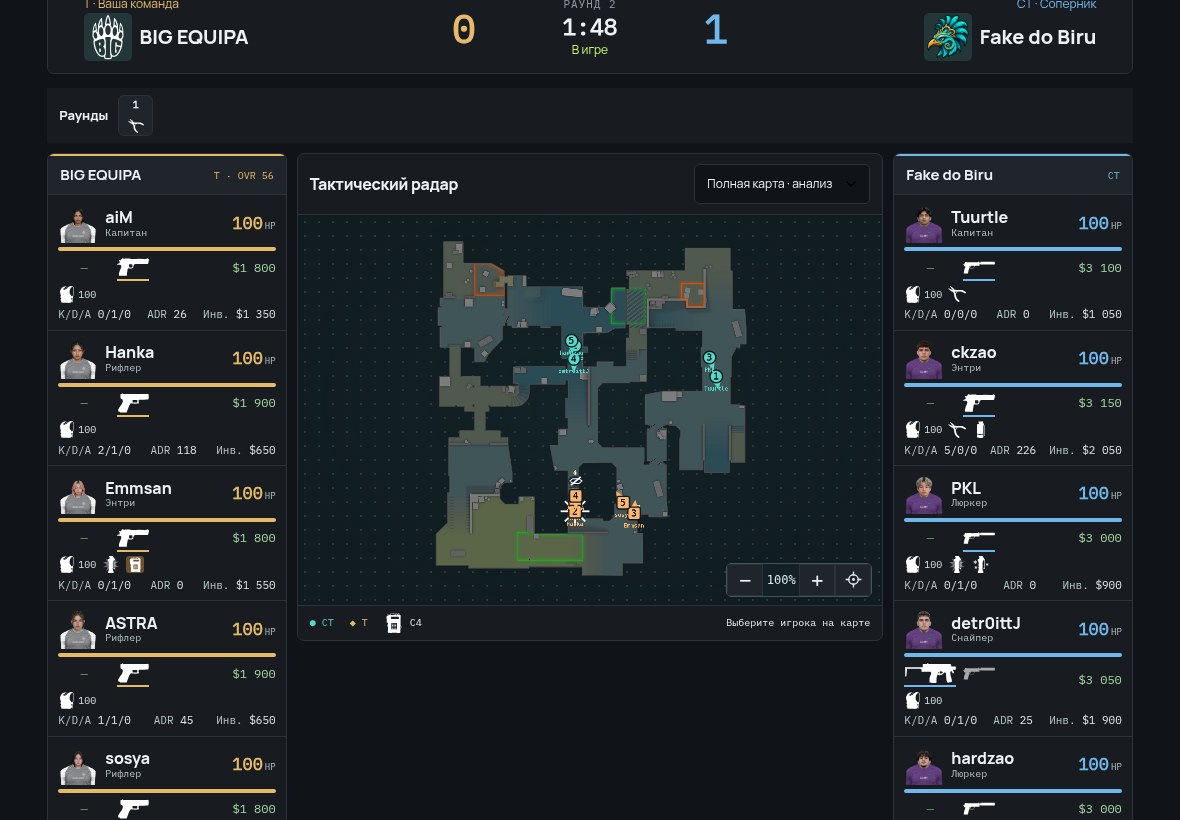 Т · Ваша команда
BIG EQUIPA
0
РАУНД 2
1:48
В игре
1
CT · Соперник
Fake do Biru
Раунды
1
BIG EQUIPA
T · OVR 56
aiM
Капитан
100 HP
—
$1 800
100
K/D/A 0/1/0 ADR 26 Инв. $1 350
Hanka
Рифлер
100 HP
—
$1 900
100
K/D/A 2/1/0 ADR 118 Инв. $650
Emmsan
Энтри
100 HP
—
$1 800
100
K/D/A 0/1/0 ADR 0 Инв. $1 550
ASTRA
Рифлер
100 HP
—
$1 900
100
K/D/A 1/1/0 ADR 45 Инв. $650
sosya
Рифлер
100 HP
—
$1 800
Тактический радар
Полная карта · анализ
5
4
detr0ittJ
3
1
Tuurtle
4
4
2
Hanka
5
3
− 100% +
CT
T
C4
Выберите игрока на карте
Fake do Biru
CT
Tuurtle
Капитан
100 HP
—
$3 100
100
K/D/A 0/0/0 ADR 0 Инв. $1 050
ckzao
Энтри
100 HP
—
$3 150
100
K/D/A 5/0/0 ADR 226 Инв. $2 050
PKL
Люркер
100 HP
—
$3 000
100
K/D/A 0/1/0 ADR 0 Инв. $900
detr0ittJ
Снайпер
100 HP
$3 050
100
K/D/A 0/1/0 ADR 25 Инв. $1 900
hardzao
Люркер
100 HP
—
$3 000